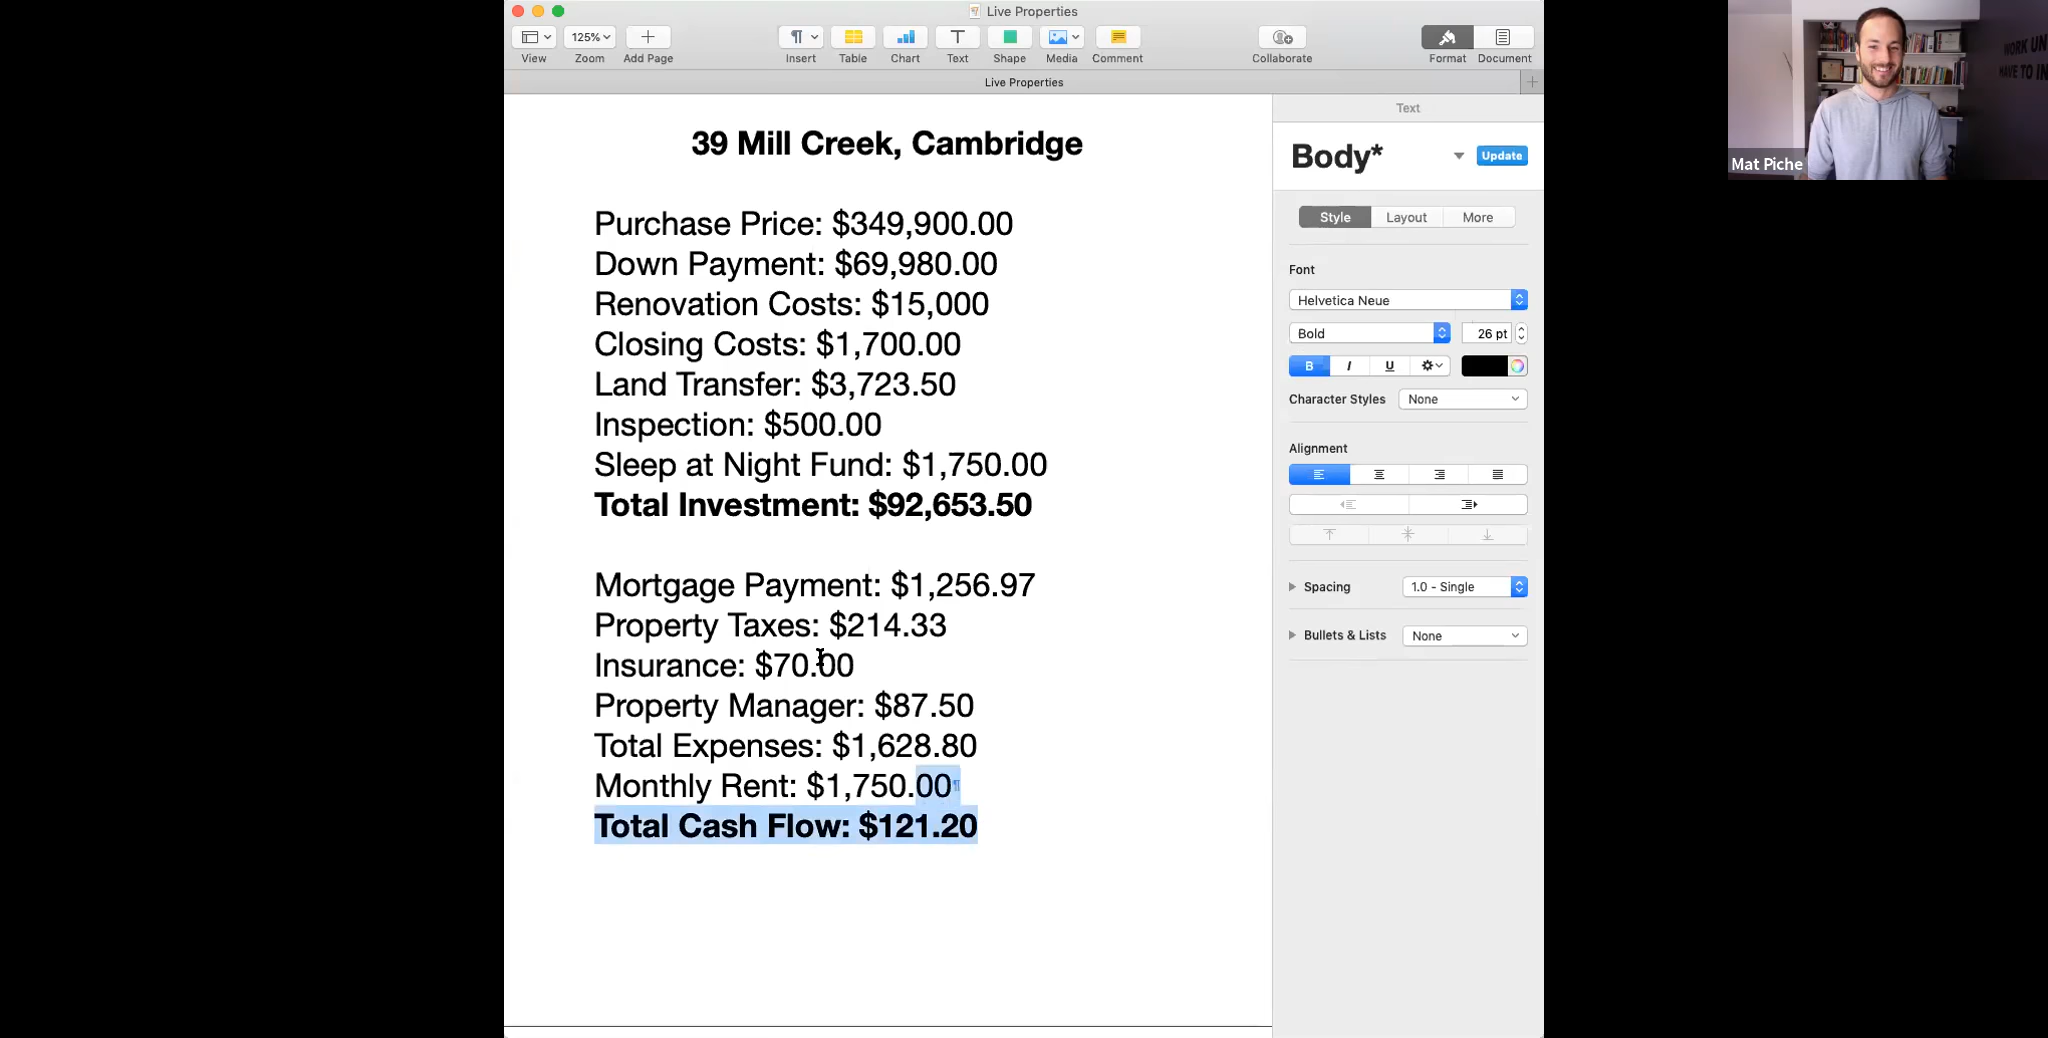 Live Properties
125%
View
Zoom
Add Page
Insert
Table
Chart
Text
Shape
Media
Comment
Collaborate
Format
Document
Live Properties
39 Mill Creek, Cambridge
Purchase Price: $349,900.00
Down Payment: $69,980.00
Renovation Costs: $15,000
Closing Costs: $1,700.00
Land Transfer: $3,723.50
Inspection: $500.00
Sleep at Night Fund: $1,750.00
Total Investment: $92,653.50
Mortgage Payment: $1,256.97
Property Taxes: $214.33
Insurance: $70.00
Property Manager: $87.50
Total Expenses: $1,628.80
Monthly Rent: $1,750.00
Total Cash Flow: $121.20
Text
Body*
Update
Style Layout More
Font
Helvetica Neue
Bold 26 pt
B I U
Character Styles None
Alignment
Spacing 1.0 - Single
Bullets & Lists None
WORK UN
HAVE TO IN
Mat Piche